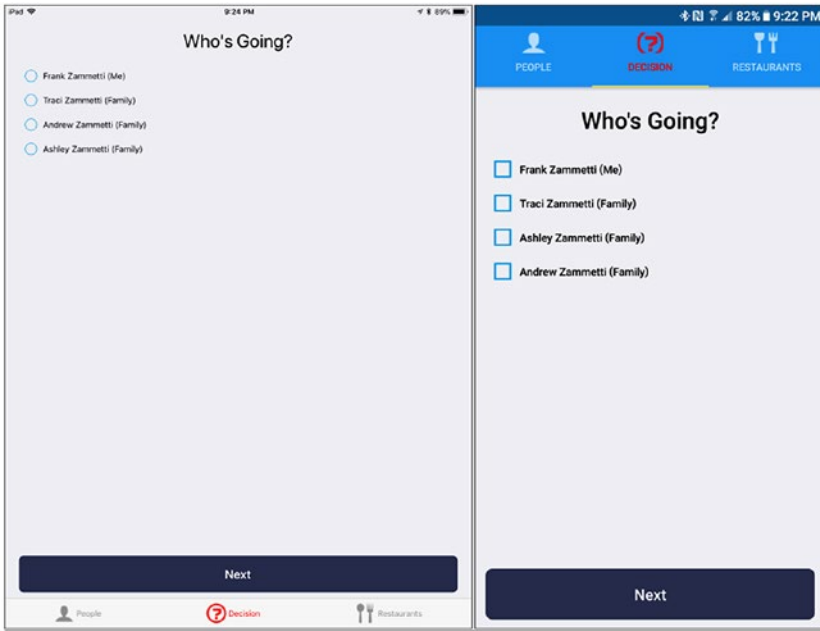 iPad 9:24 PM 89%
Who's Going?
Frank Zammetti (Me)
Traci Zammetti (Family)
Andrew Zammetti (Family)
Ashley Zammetti (Family)
Next
People Decision Restaurants
82% 9:22 PM
PEOPLE DECISION RESTAURANTS
Who's Going?
Frank Zammetti (Me)
Traci Zammetti (Family)
Ashley Zammetti (Family)
Andrew Zammetti (Family)
Next